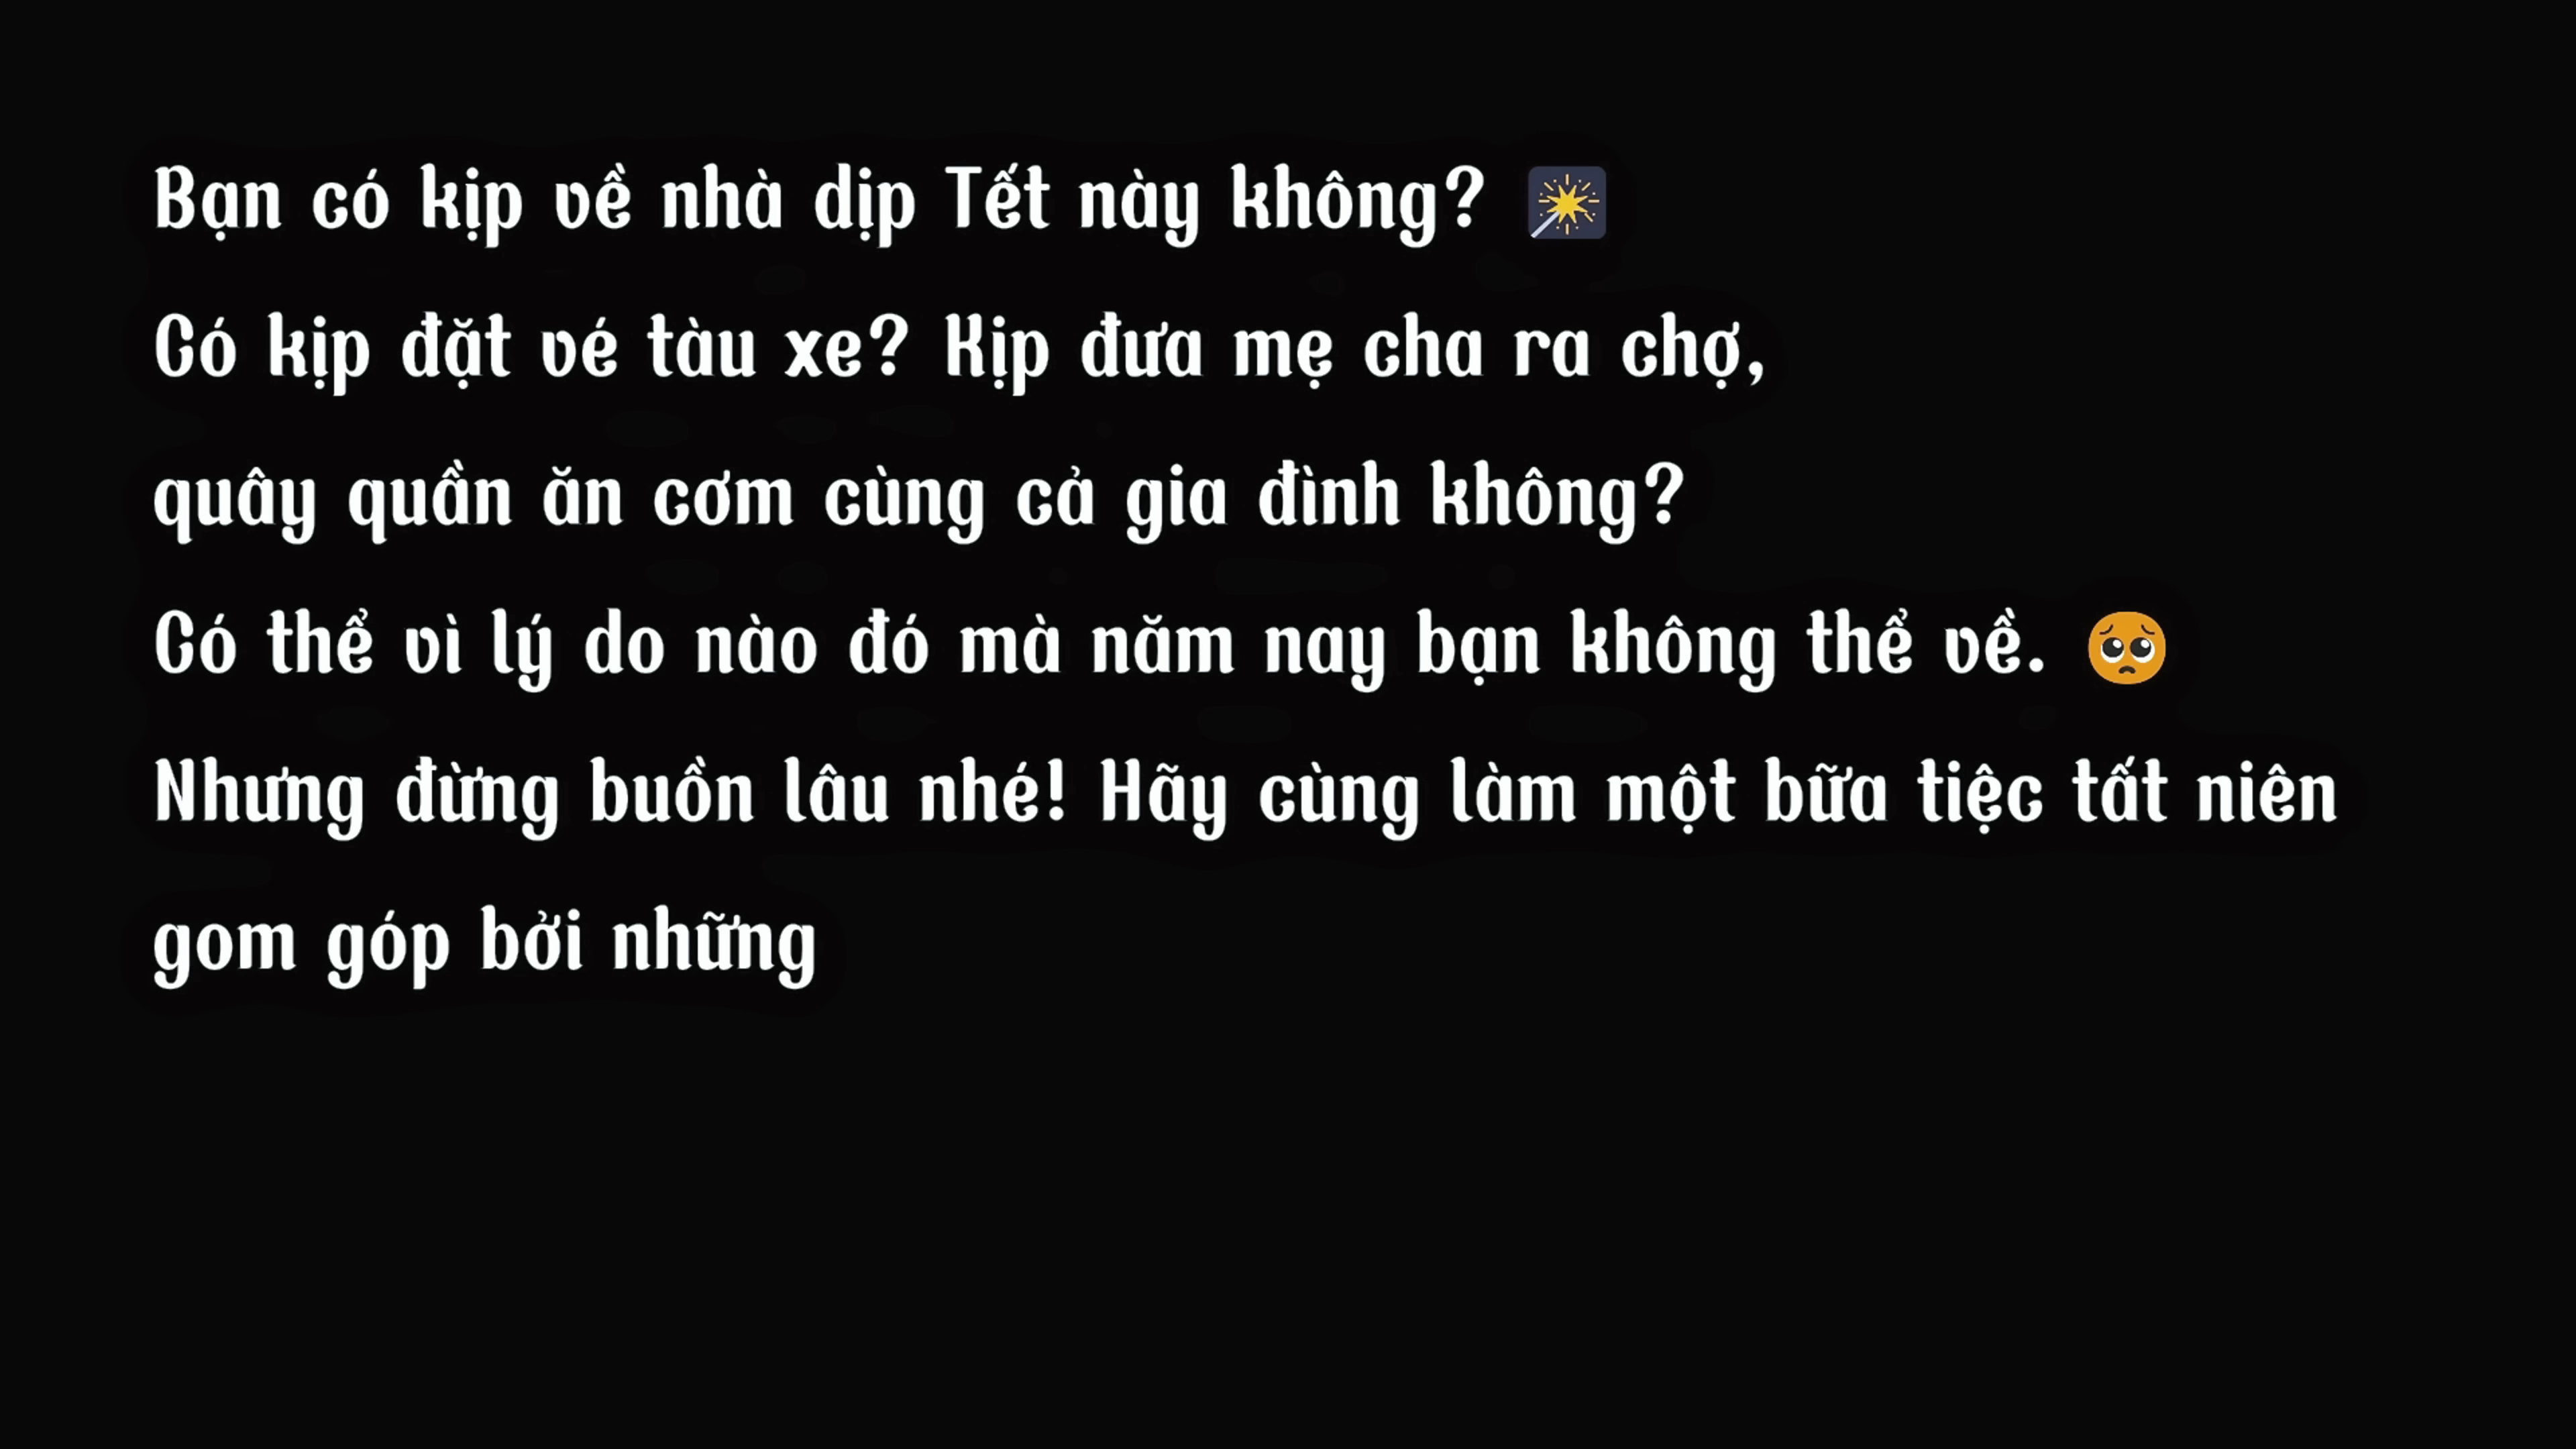 Bạn có kịp về nhà dịp Tết này không? 🎇
Có kịp đặt vé tàu xe? Kịp đưa mẹ cha ra chợ,
quây quần ăn cơm cùng cả gia đình không?
Có thể vì lý do nào đó mà năm nay bạn không thể về. 🥺
Nhưng đừng buồn lâu nhé! Hãy cùng làm một bữa tiệc tất niên
gom góp bởi những